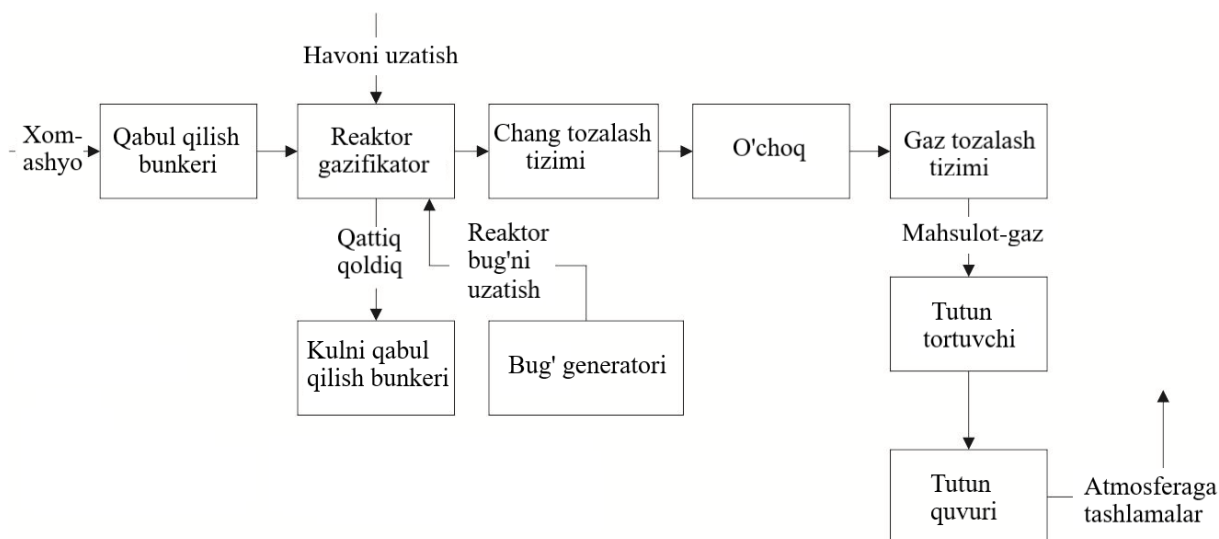 Havoni uzatish
Xom-
ashyo
Qabul qilish
bunkeri
Reaktor
gazifikator
Chang tozalash
tizimi
O'choq
Gaz tozalash
tizimi
Qattiq
qoldiq
Reaktor
bug'ni
uzatish
Mahsulot-gaz
Kulni qabul
qilish bunkeri
Bug' generatori
Tutun
tortuvchi
Tutun
quvuri
Atmosferaga
tashlamalar